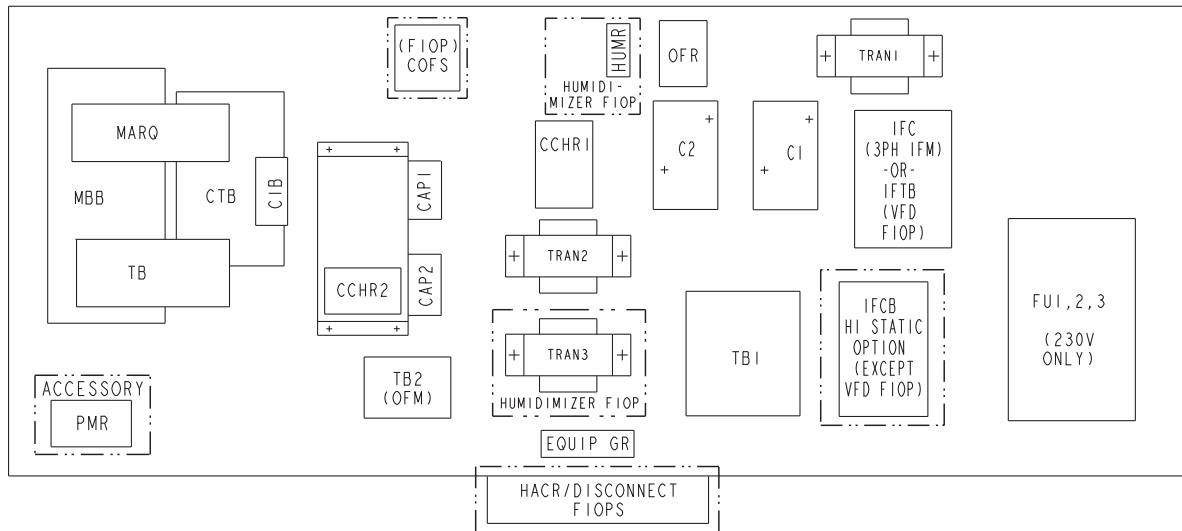 (FIOP)
COFS
HUMR
HUMIDI-
MIZER FIOP
OFR
TRAN1
MARQ
MBB
CTB
CIB
TB
CAP1
CAP2
CCHR2
CCHR1
C2
C1
IFC
(3PH IFM)
-OR-
IFTB
(VFD
FIOP)
TRAN2
TRAN3
HUMIDIMIZER FIOP
TB1
IFCB
HI STATIC
OPTION
(EXCEPT
VFD FIOP)
FU1,2,3
(230V
ONLY)
ACCESSORY
PMR
TB2
(OFM)
EQUIP GR
HACR/DISCONNECT
FIOPS